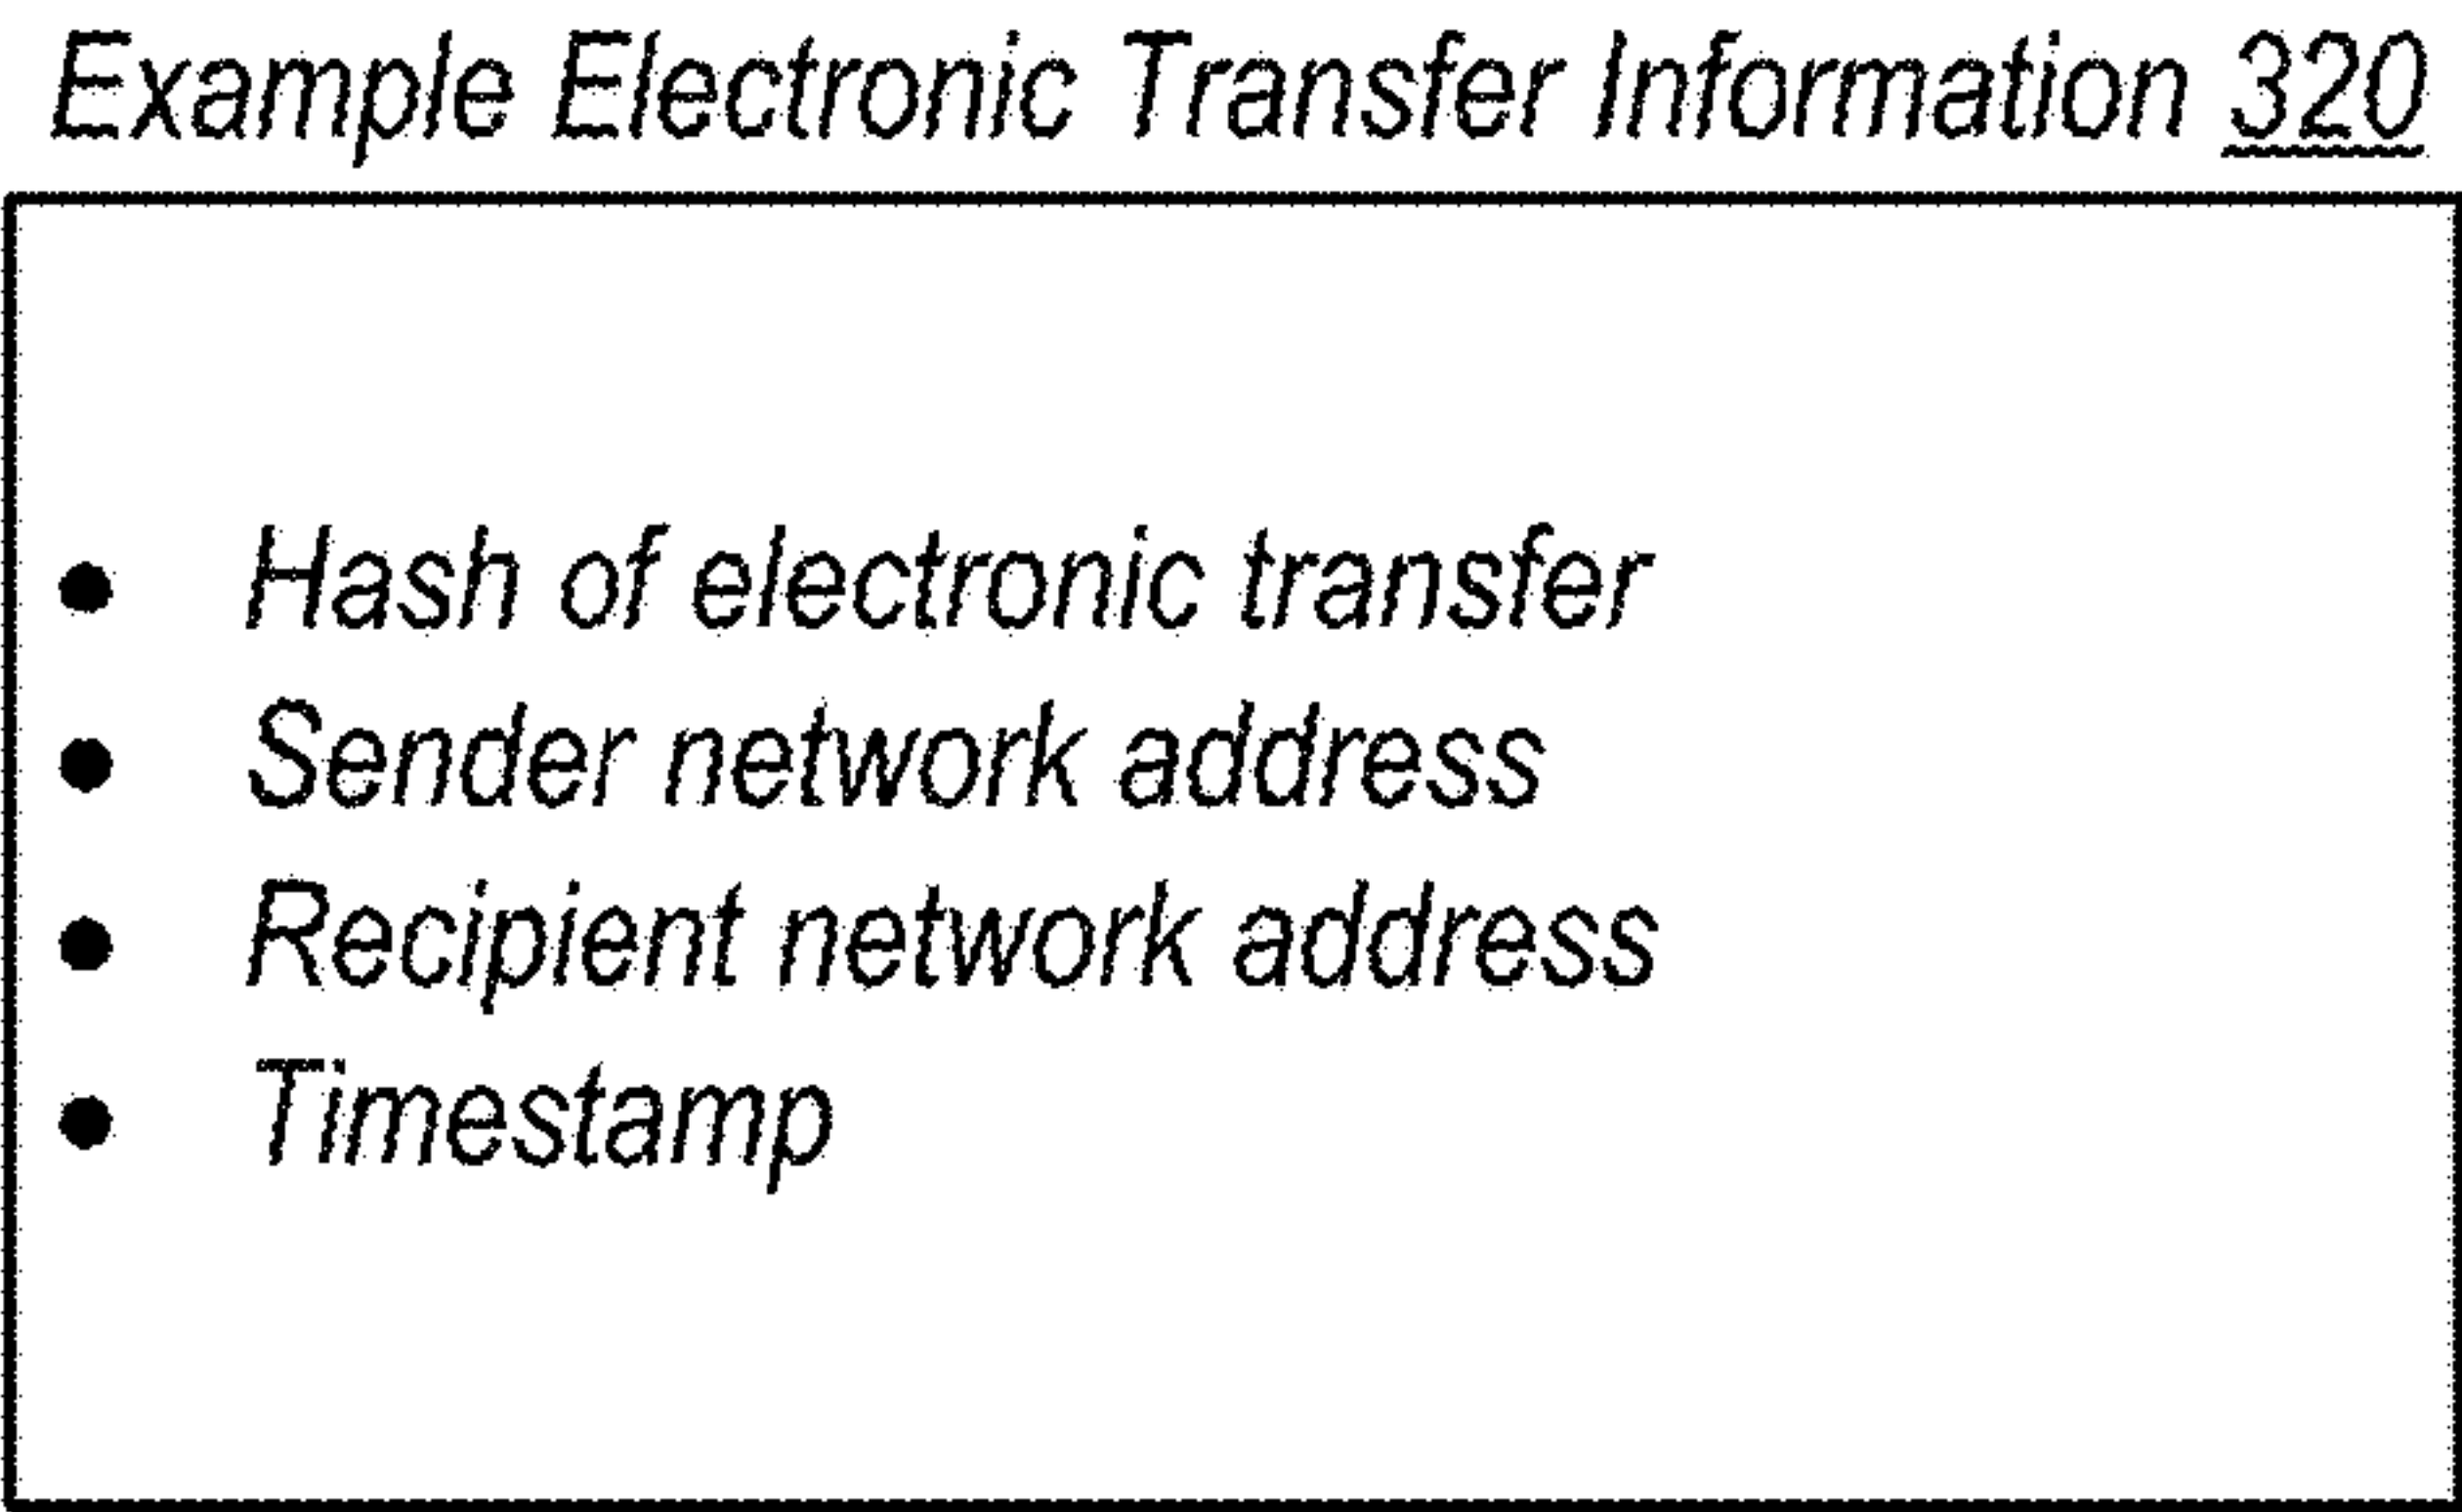 Example Electronic Transfer Information 320
● Hash of electronic transfer
● Sender network address
● Recipient network address
● Timestamp